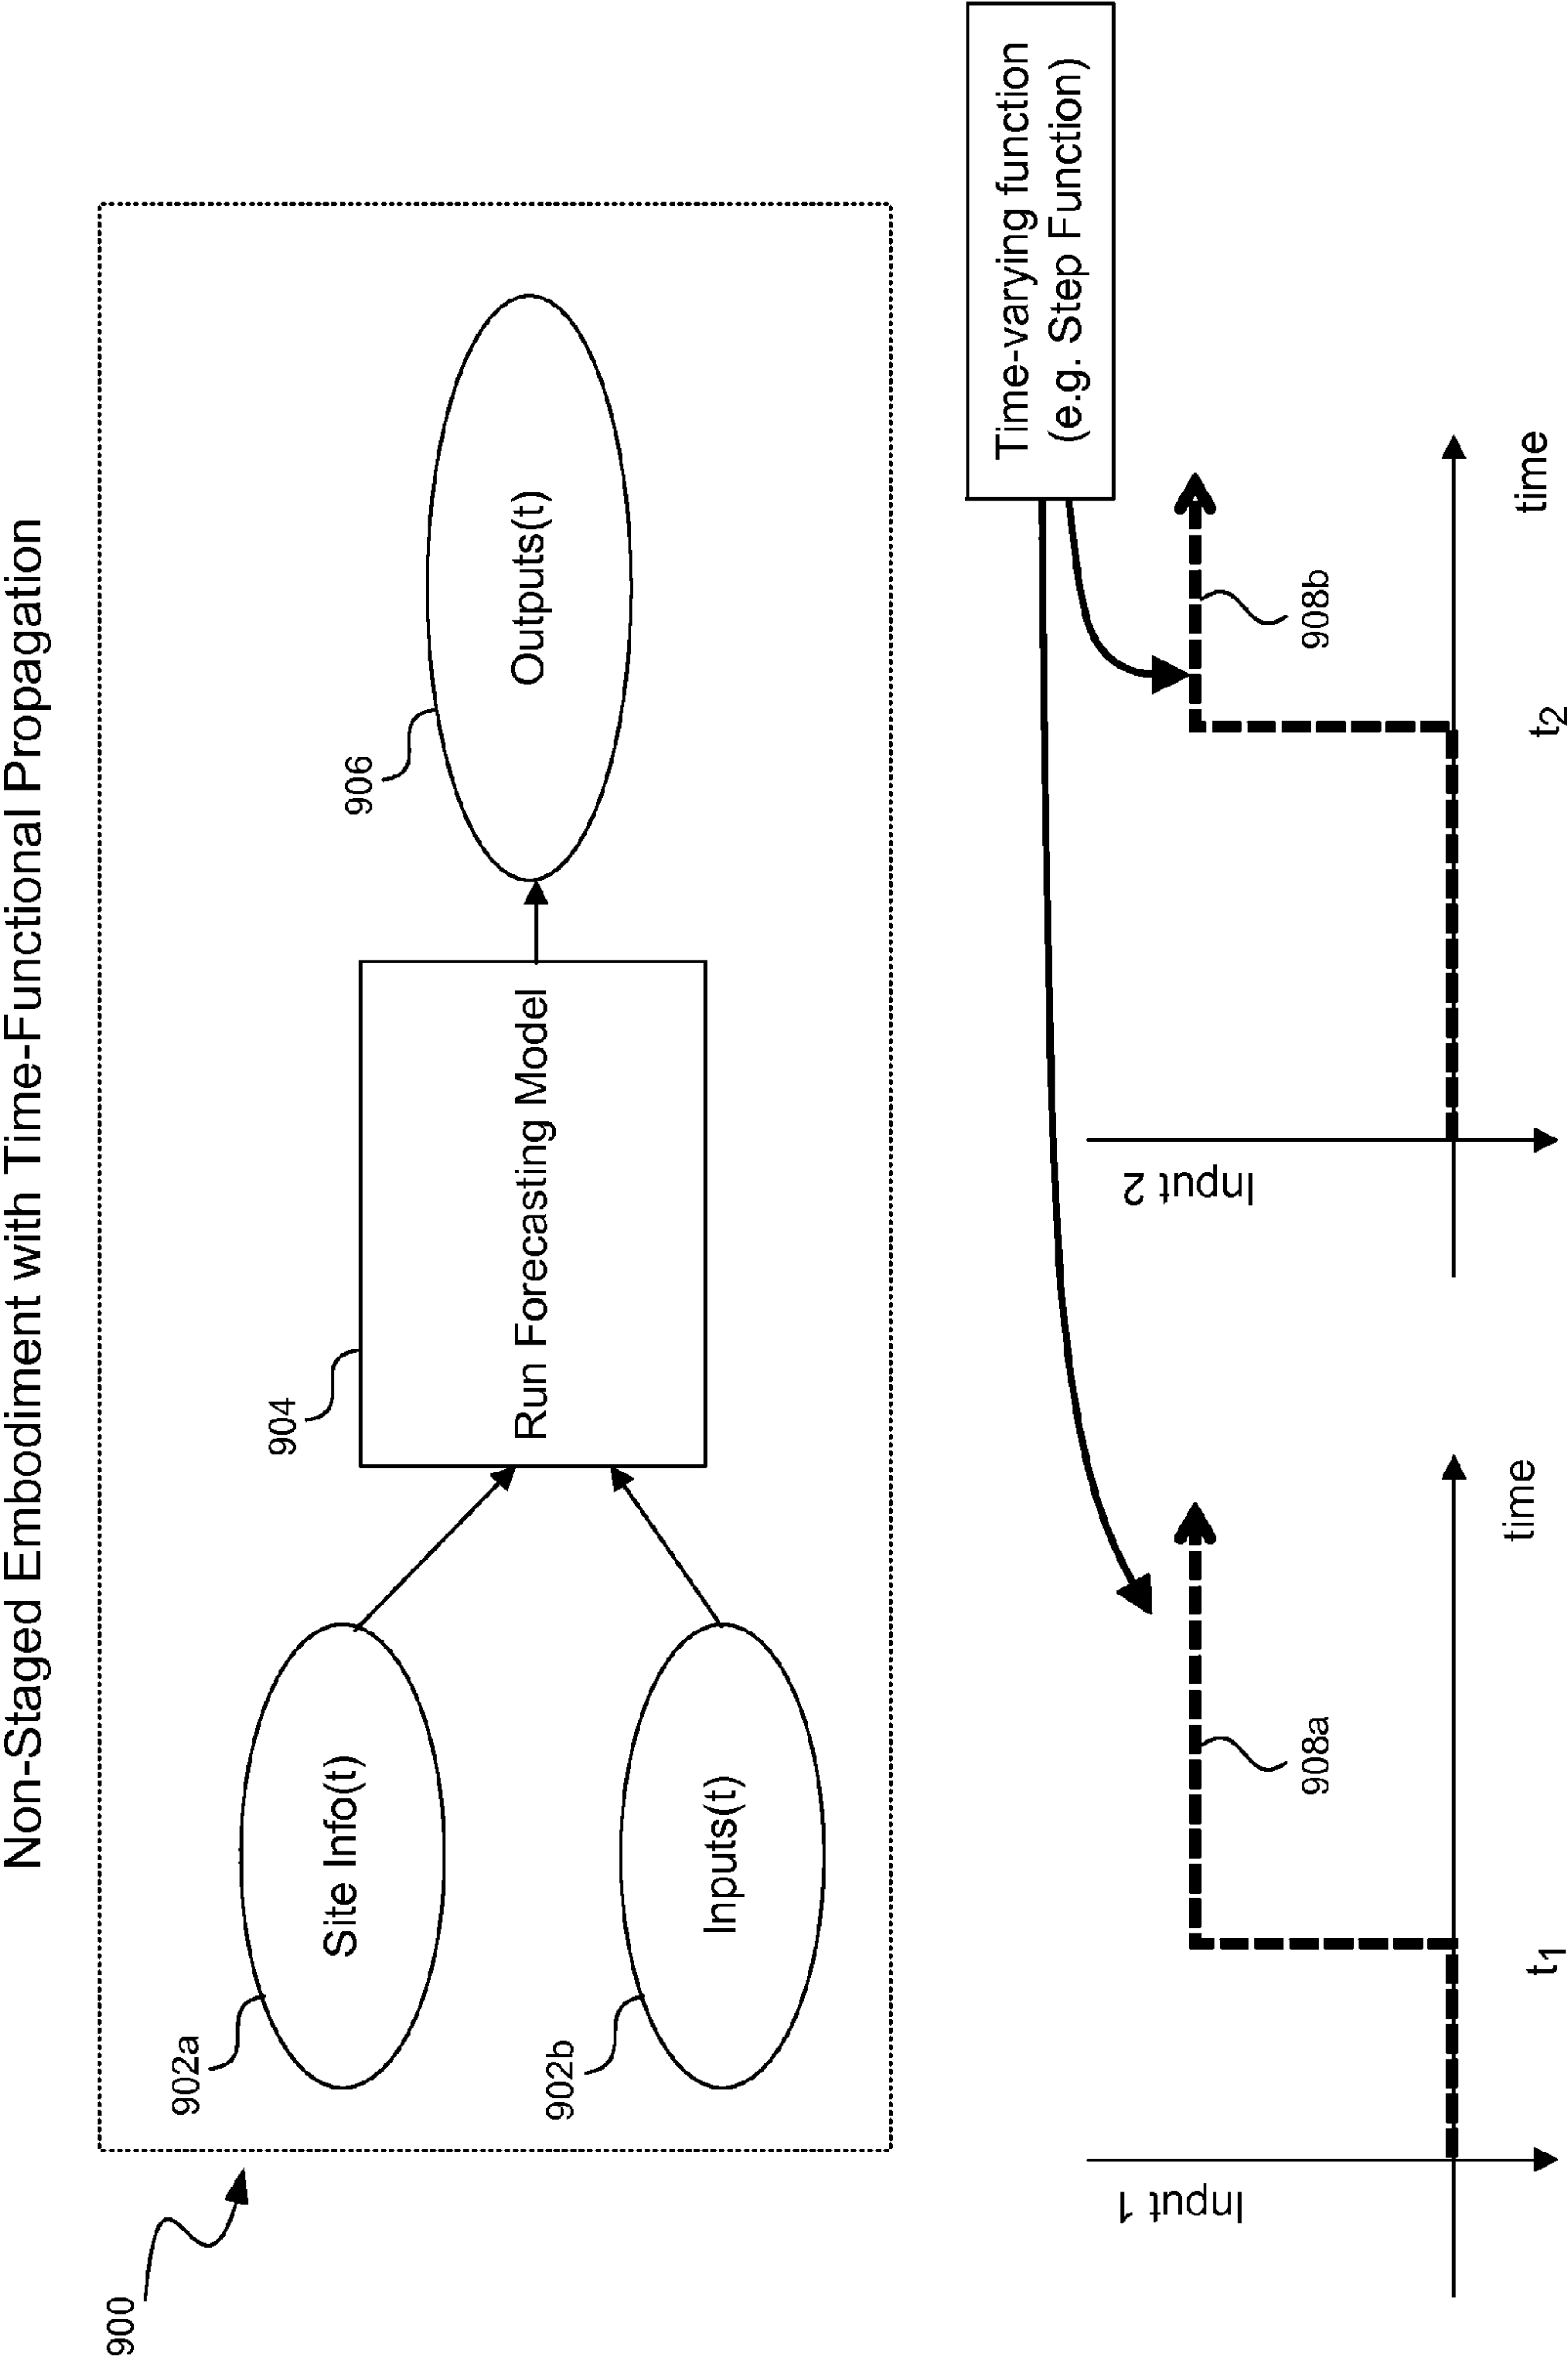 Non-Staged Embodiment with Time-Functional Propagation
900
902a
Site Info(t)
902b
Inputs(t)
904
Run Forecasting Model
906
Outputs(t)
Time-varying function
(e.g. Step Function)
Input 1
908a
t1
time
Input 2
908b
t2
time